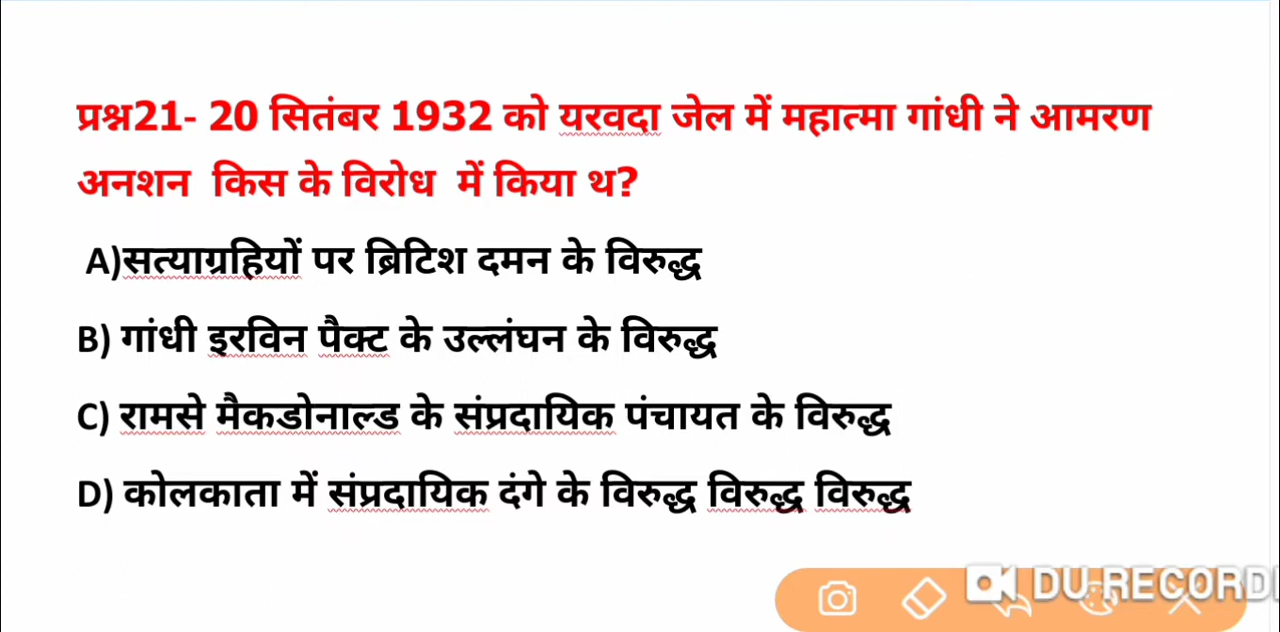 प्रश्न21- 20 सितंबर 1932 को यरवदा जेल में महात्मा गांधी ने आमरण
अनशन किस के विरोध में किया थ?
A)सत्याग्रहियों पर ब्रिटिश दमन के विरुद्ध
B) गांधी इरविन पैक्ट के उल्लंघन के विरुद्ध
C) रामसे मैकडोनाल्ड के संप्रदायिक पंचायत के विरुद्ध
D) कोलकाता में संप्रदायिक दंगे के विरुद्ध विरुद्ध विरुद्ध
DU RECORD